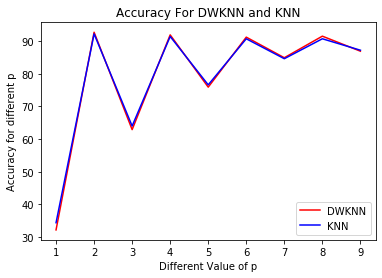 Accuracy For DWKNN and KNN
Accuracy for different p
90
80
70
60
50
40
30
1 2 3 4 5 6 7 8 9
Different Value of p
DWKNN
KNN